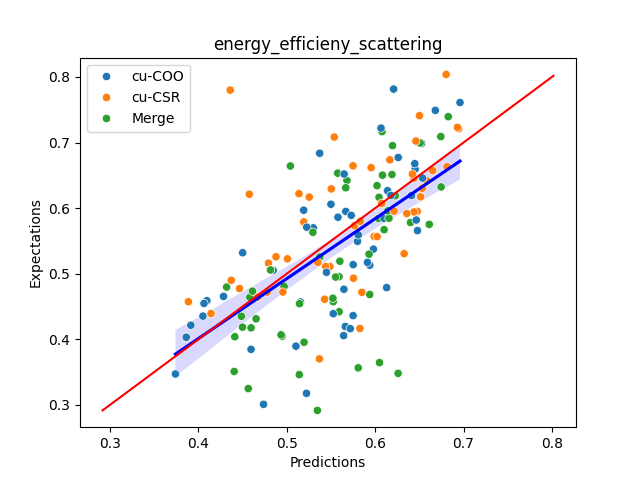 energy_efficieny_scattering
cu-COO
cu-CSR
Merge
0.8
0.7
0.6
0.5
0.4
0.3
Expectations
0.3 0.4 0.5 0.6 0.7 0.8
Predictions